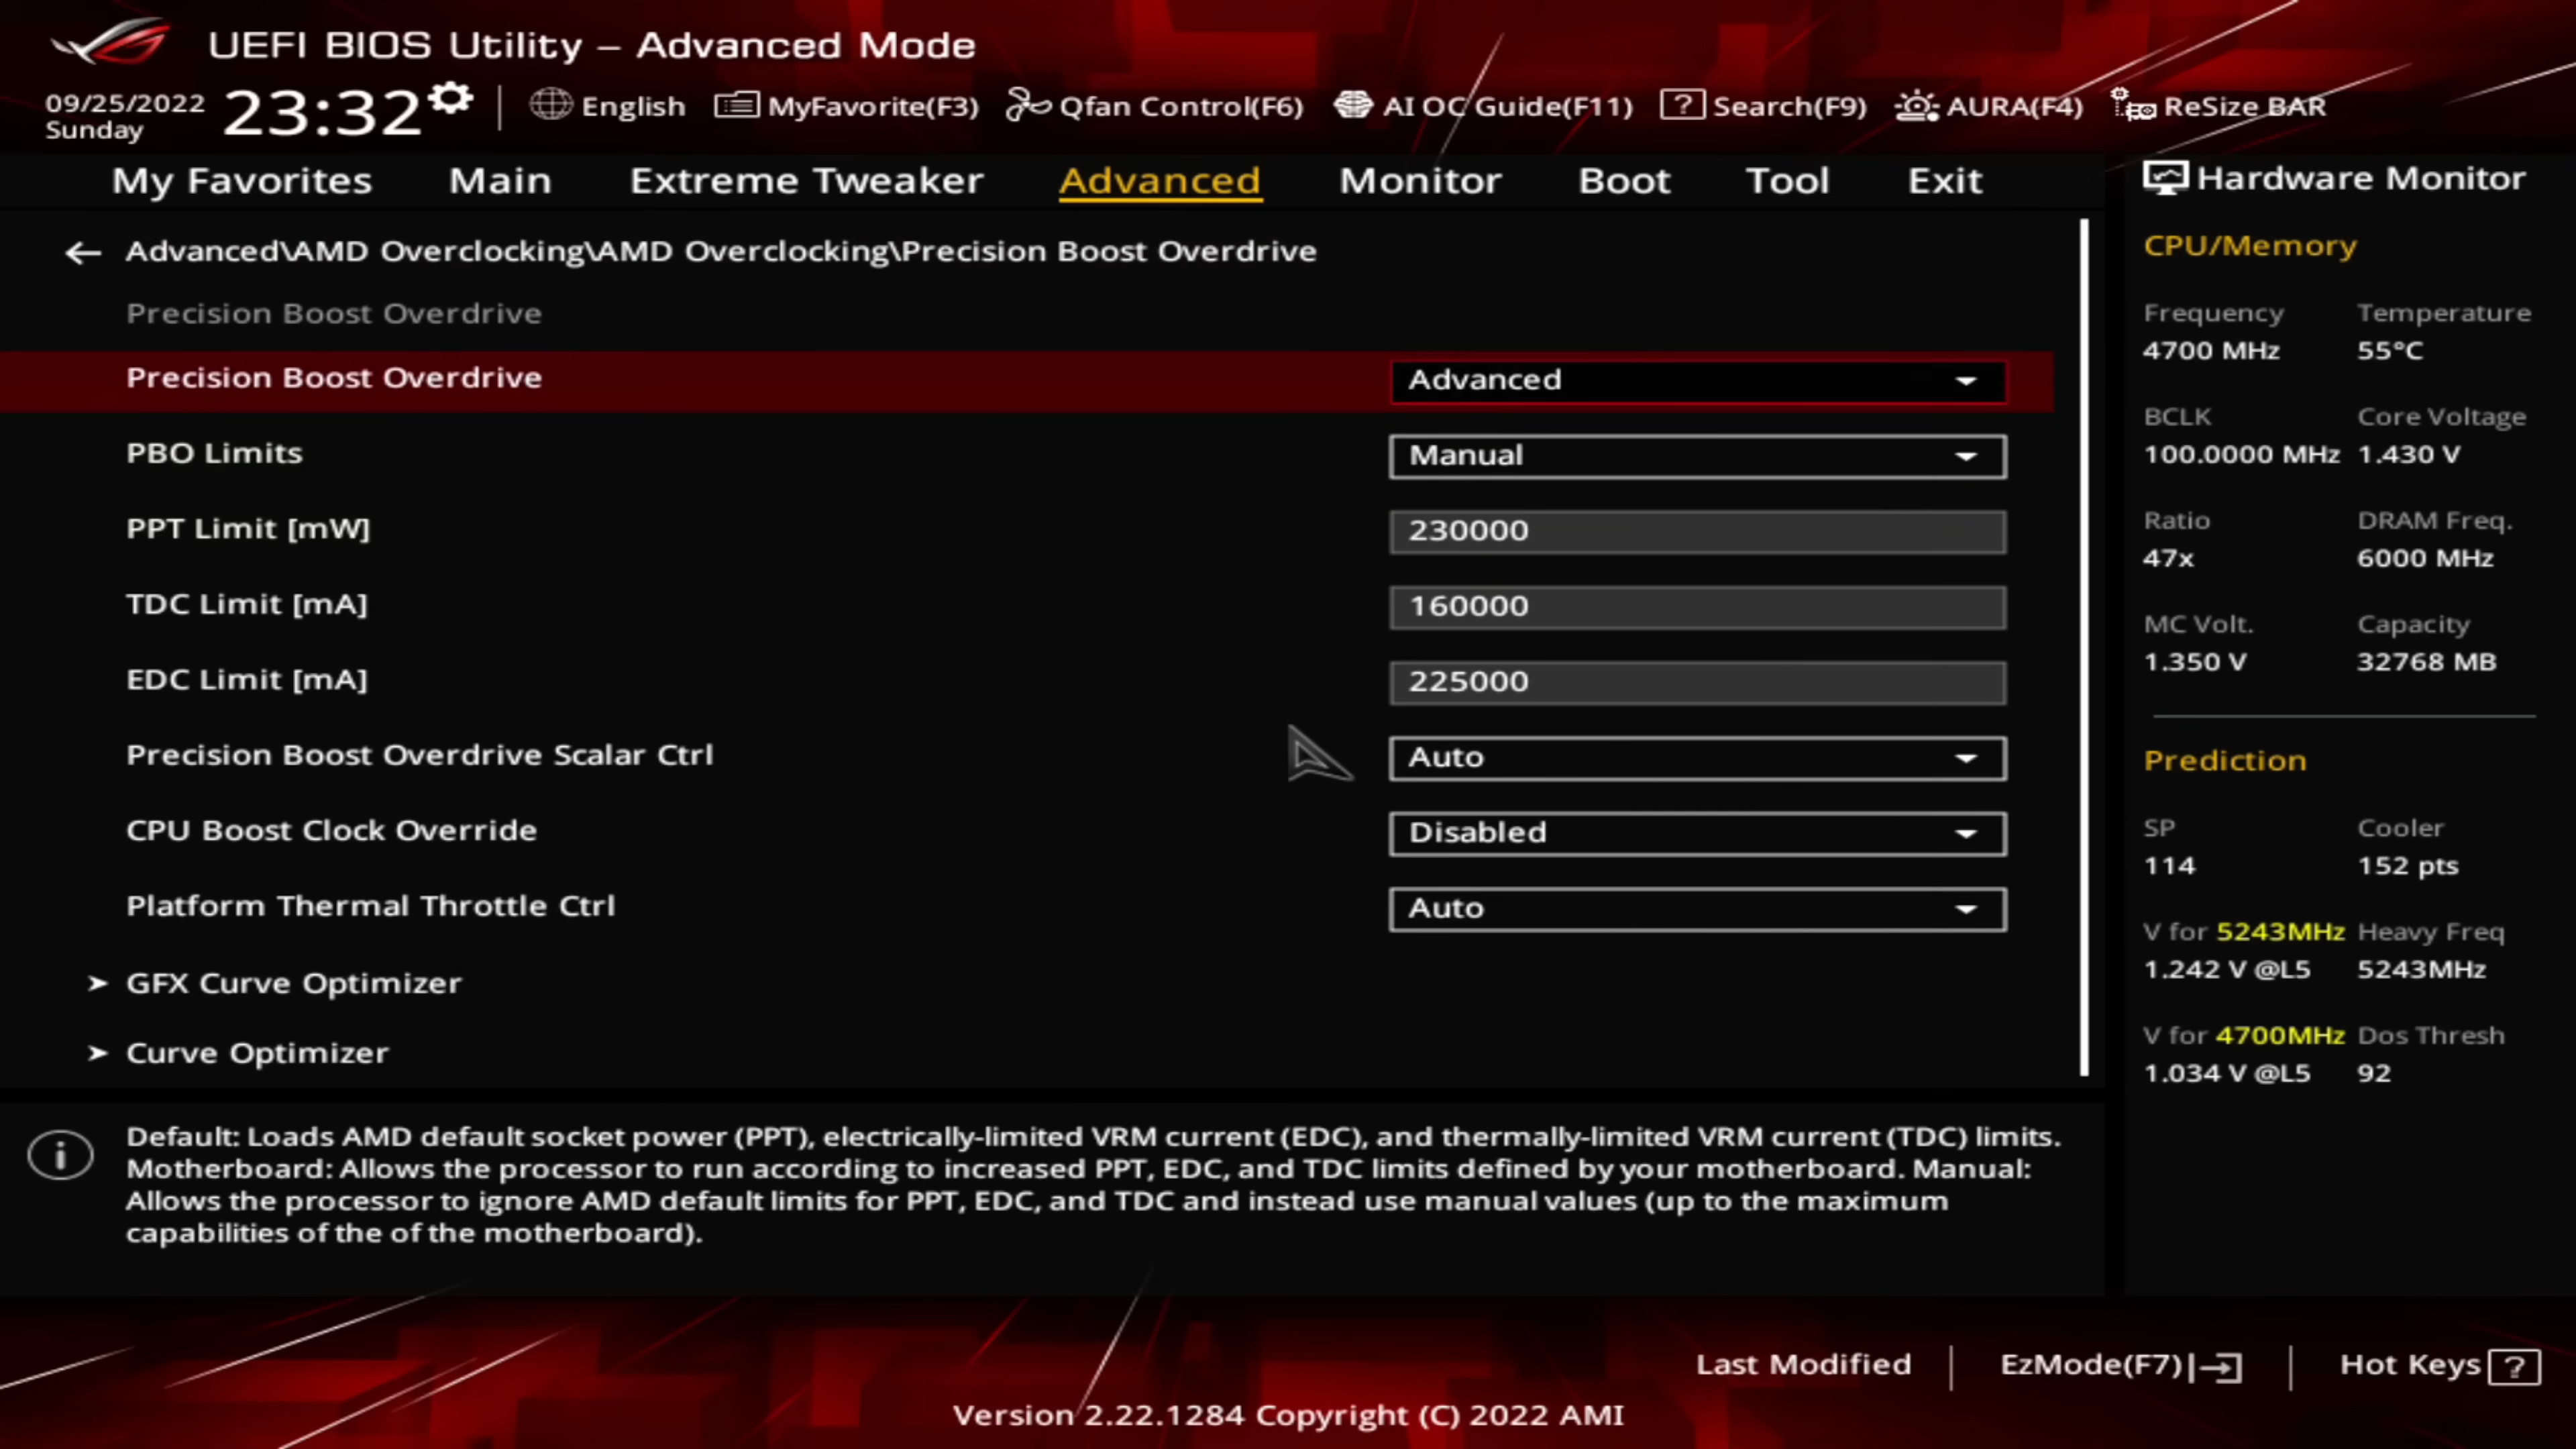 UEFI BIOS Utility – Advanced Mode
09/25/2022
Sunday
23:32
English
MyFavorite(F3)
Qfan Control(F6)
AI OC Guide(F11)
? Search(F9)
AURA(F4)
ReSize BAR
My Favorites
Main
Extreme Tweaker
Advanced
Monitor
Boot
Tool
Exit
Advanced\AMD Overclocking\AMD Overclocking\Precision Boost Overdrive
Precision Boost Overdrive
Precision Boost Overdrive Advanced
PBO Limits Manual
PPT Limit [mW] 230000
TDC Limit [mA] 160000
EDC Limit [mA] 225000
Precision Boost Overdrive Scalar Ctrl Auto
CPU Boost Clock Override Disabled
Platform Thermal Throttle Ctrl Auto
GFX Curve Optimizer
Curve Optimizer
Default: Loads AMD default socket power (PPT), electrically-limited VRM current (EDC), and thermally-limited VRM current (TDC) limits.
Motherboard: Allows the processor to run according to increased PPT, EDC, and TDC limits defined by your motherboard. Manual:
Allows the processor to ignore AMD default limits for PPT, EDC, and TDC and instead use manual values (up to the maximum
capabilities of the of the motherboard).
Hardware Monitor
CPU/Memory
Frequency Temperature
4700 MHz 55°C
BCLK Core Voltage
100.0000 MHz 1.430 V
Ratio DRAM Freq.
47x 6000 MHz
MC Volt. Capacity
1.350 V 32768 MB
Prediction
SP Cooler
114 152 pts
V for 5243MHz Heavy Freq
1.242 V @L5 5243MHz
V for 4700MHz Dos Thresh
1.034 V @L5 92
Last Modified
EzMode(F7)
Hot Keys ?
Version 2.22.1284 Copyright (C) 2022 AMI